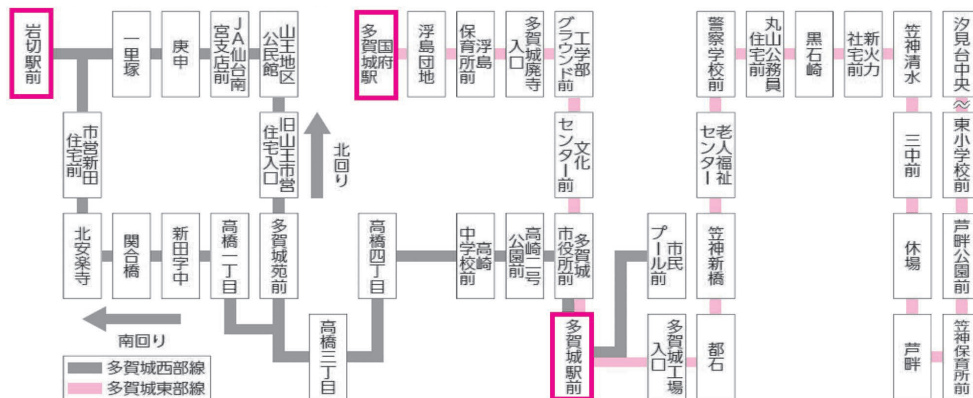 岩切駅前
一里塚
庚申
JA仙台南
宮支店前
山王地区
公民館
国府
多賀城駅
浮島団地
浮島
保育所前
多賀城廃寺
入口
工学部
グラウンド前
警察学校前
丸山公務員
住宅前
黒石崎
新火力
社宅前
笠神清水
汐見台中央
市営新田
住宅前
旧山王市営
住宅入口
北回り
文化
センター前
老人福祉
センター
三中前
東小学校前
北安楽寺
関合橋
新田字中
高橋一丁目
多賀城苑前
高橋四丁目
高崎
中学校前
高崎二号
公園前
多賀城
市役所前
市民
プール前
笠神新橋
休場
芦畔公園前
南回り
高橋三丁目
多賀城駅前
多賀城工場
入口
都石
芦畔
笠神保育所前
多賀城西部線
多賀城東部線